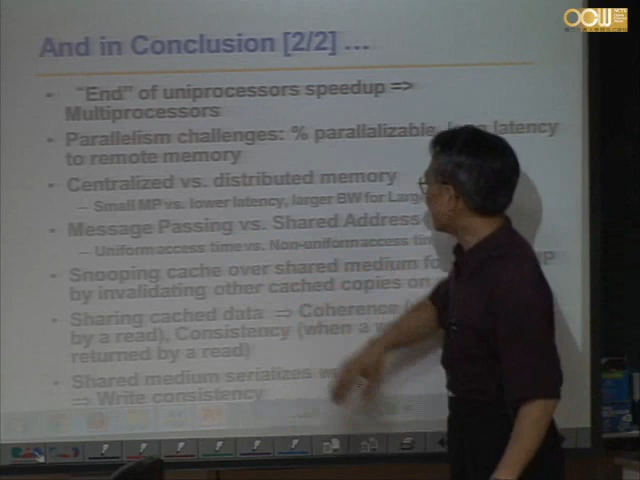 OCW
And in Conclusion [2/2] …
"End" of uniprocessors speedup =>
Multiprocessors
Parallelism challenges: % parallalizable, long latency
to remote memory
Centralized vs. distributed memory
– Small MP vs. lower latency, larger BW for Large
Message Passing vs. Shared Address
– Uniform access time vs. Non-uniform access
Snooping cache over shared medium P
by invalidating other cached copies on
Sharing cached data ⇒ Coherence
by a read), Consistency (when a
returned by a read)
Shared medium serializes
⇒ Write consistency